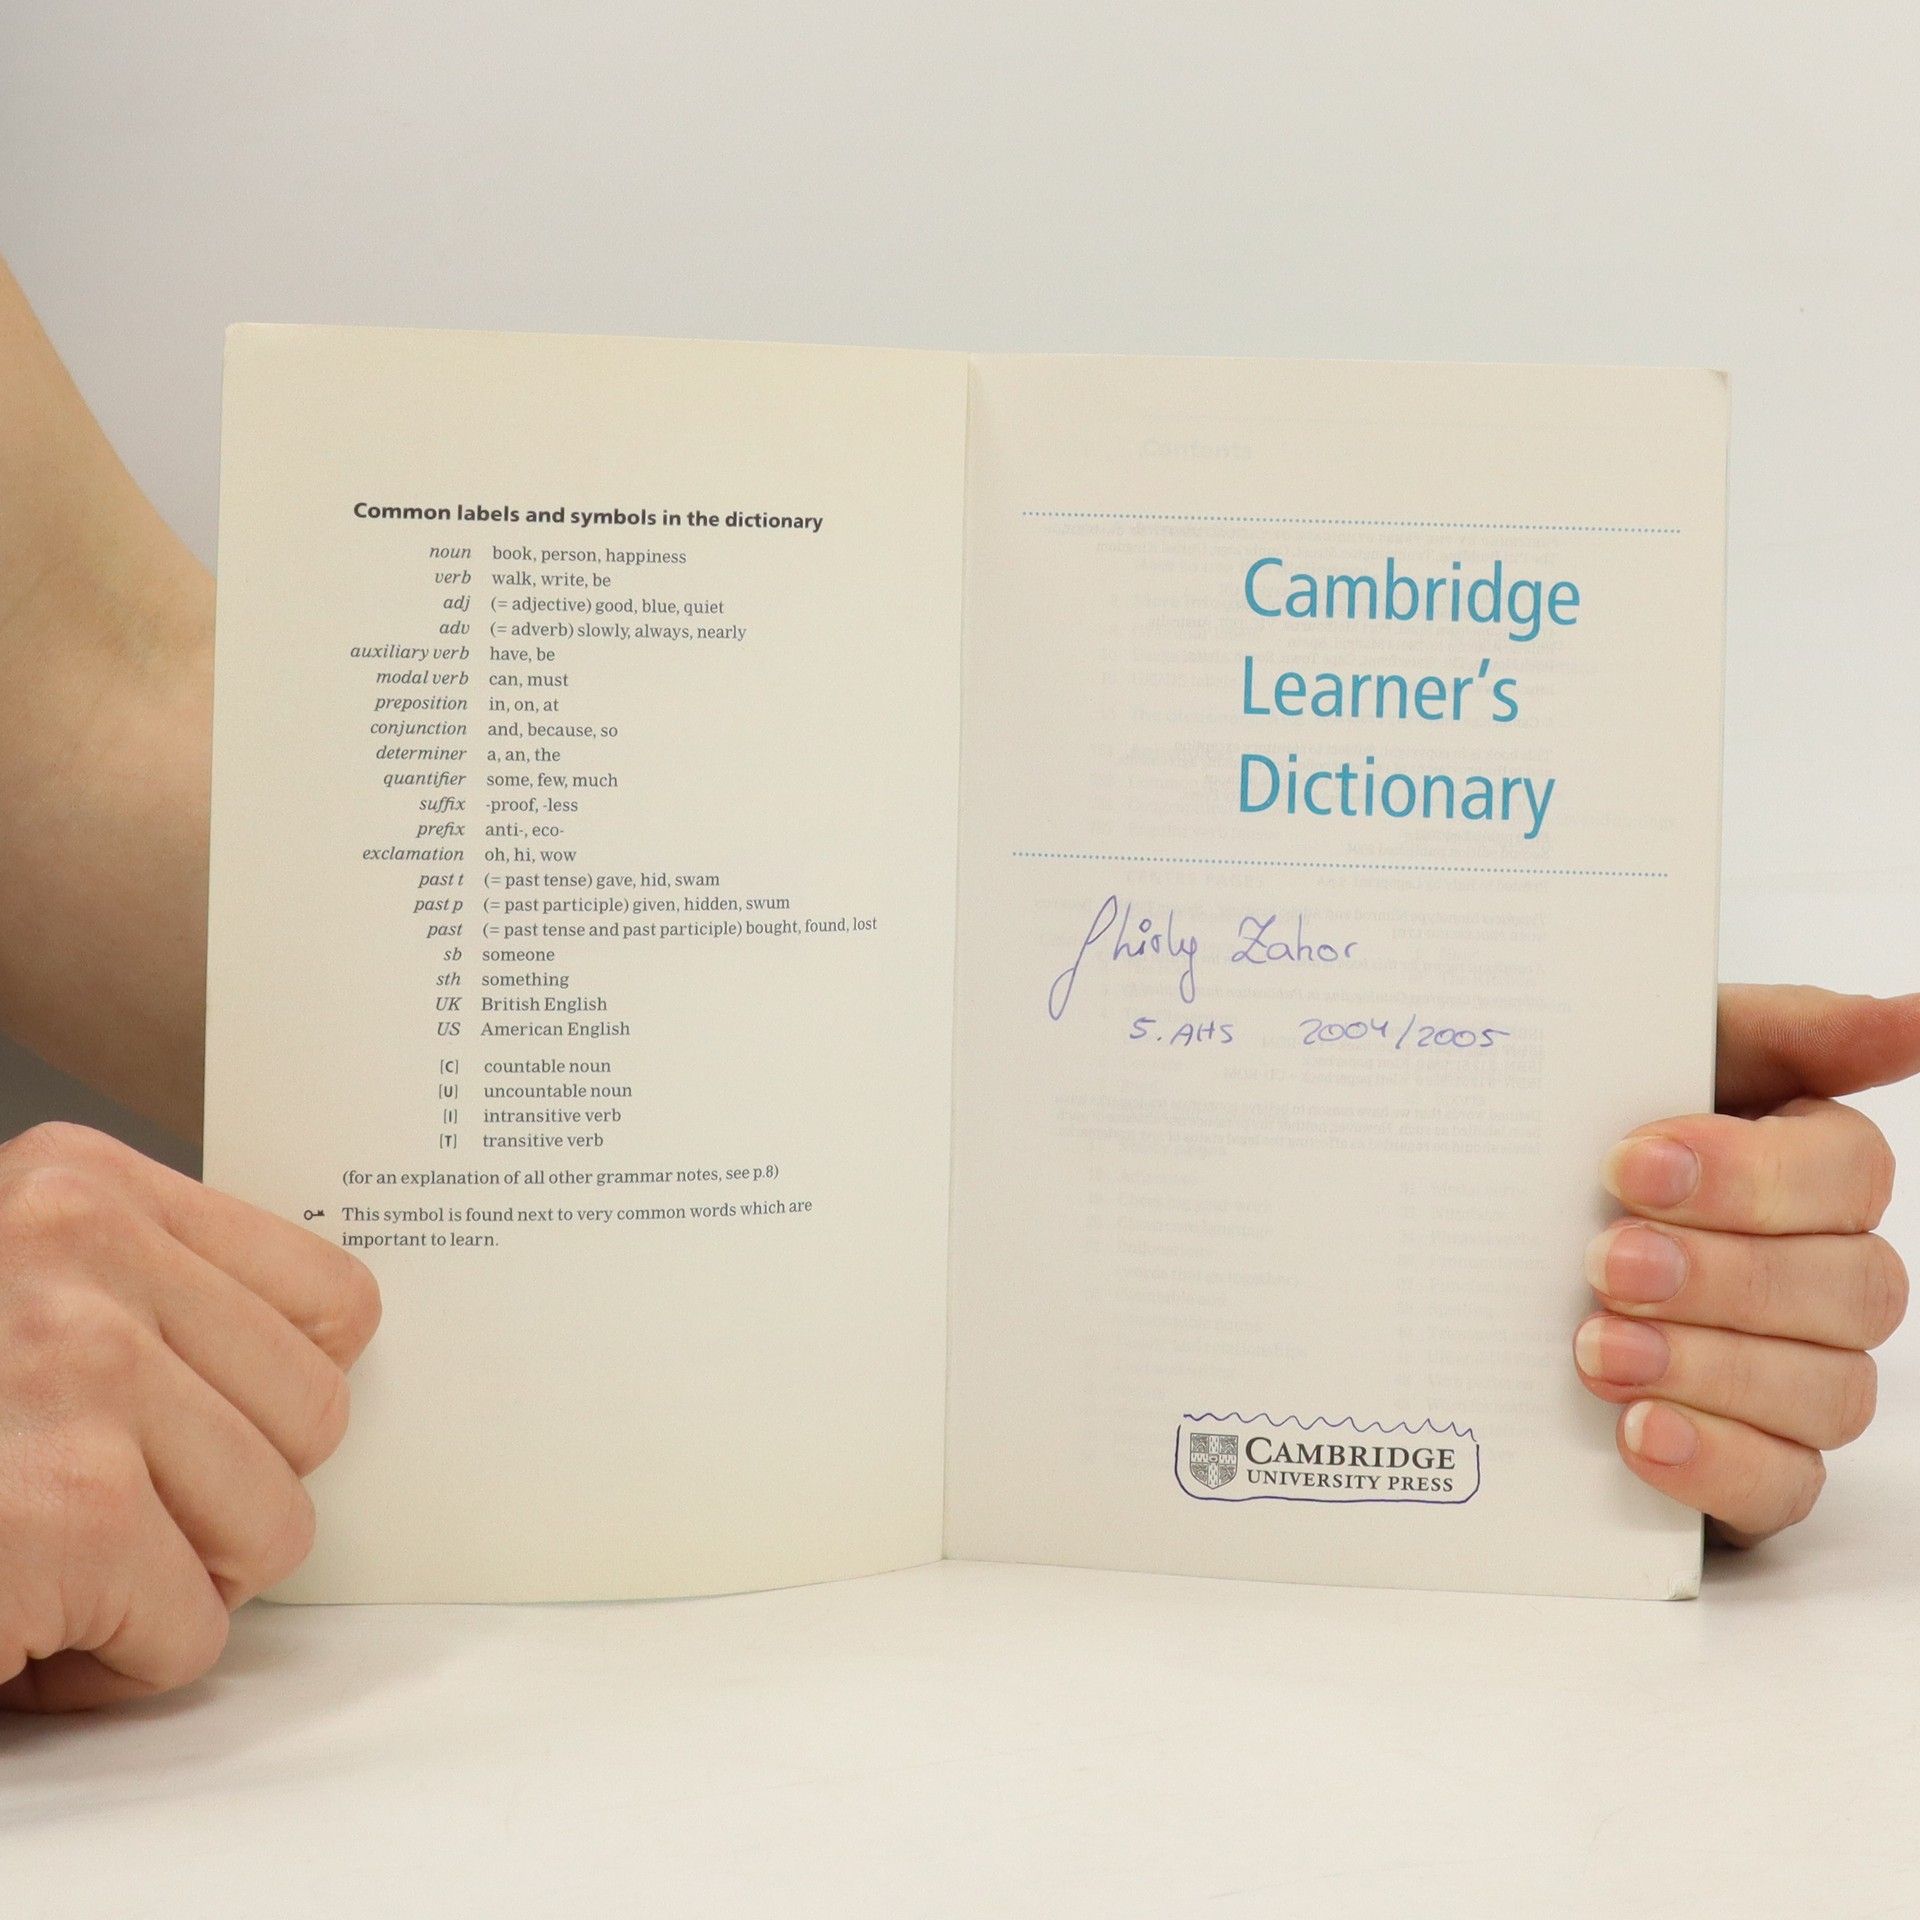 Common labels and symbols in the dictionary
noun book, person, happiness
verb walk, write, be
adj (= adjective) good, blue, quiet
adv (= adverb) slowly, always, nearly
auxiliary verb have, be
modal verb can, must
preposition in, on, at
conjunction and, because, so
determiner a, an, the
quantifier some, few, much
suffix -proof, -less
prefix anti-, eco-
exclamation oh, hi, wow
past t (= past tense) gave, hid, swam
past p (= past participle) given, hidden, swum
past (= past tense and past participle) bought, found, lost
sb someone
sth something
UK British English
US American English
[C] countable noun
[U] uncountable noun
[I] intransitive verb
[T] transitive verb
(for an explanation of all other grammar notes, see p.8)
This symbol is found next to very common words which are
important to learn.
Cambridge
Learner's
Dictionary
Shirly Zahor
5. AHS 2004/2005
CAMBRIDGE
UNIVERSITY PRESS